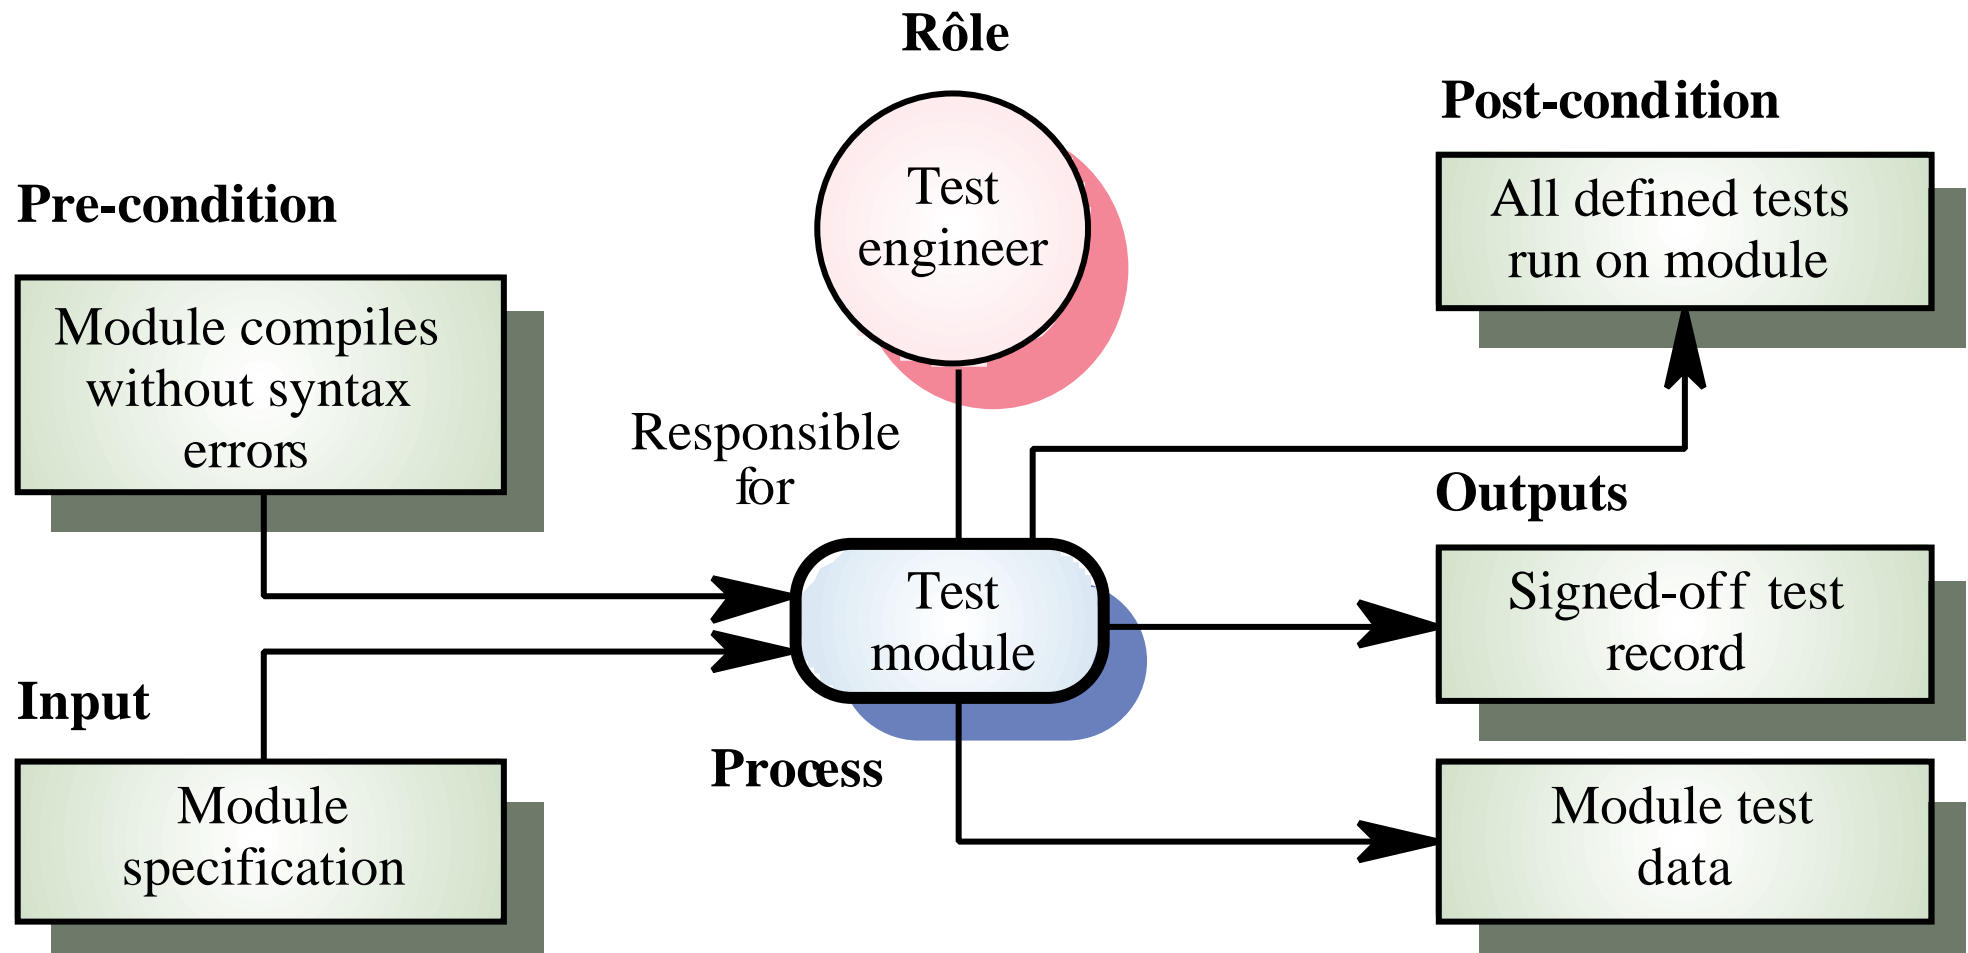 Rôle
Test
engineer
Post-condition
All defined tests
run on module
Pre-condition
Module compiles
without syntax
errors
Responsible
for
Outputs
Signed-off test
record
Test
module
Input
Module
specification
Process
Module test
data